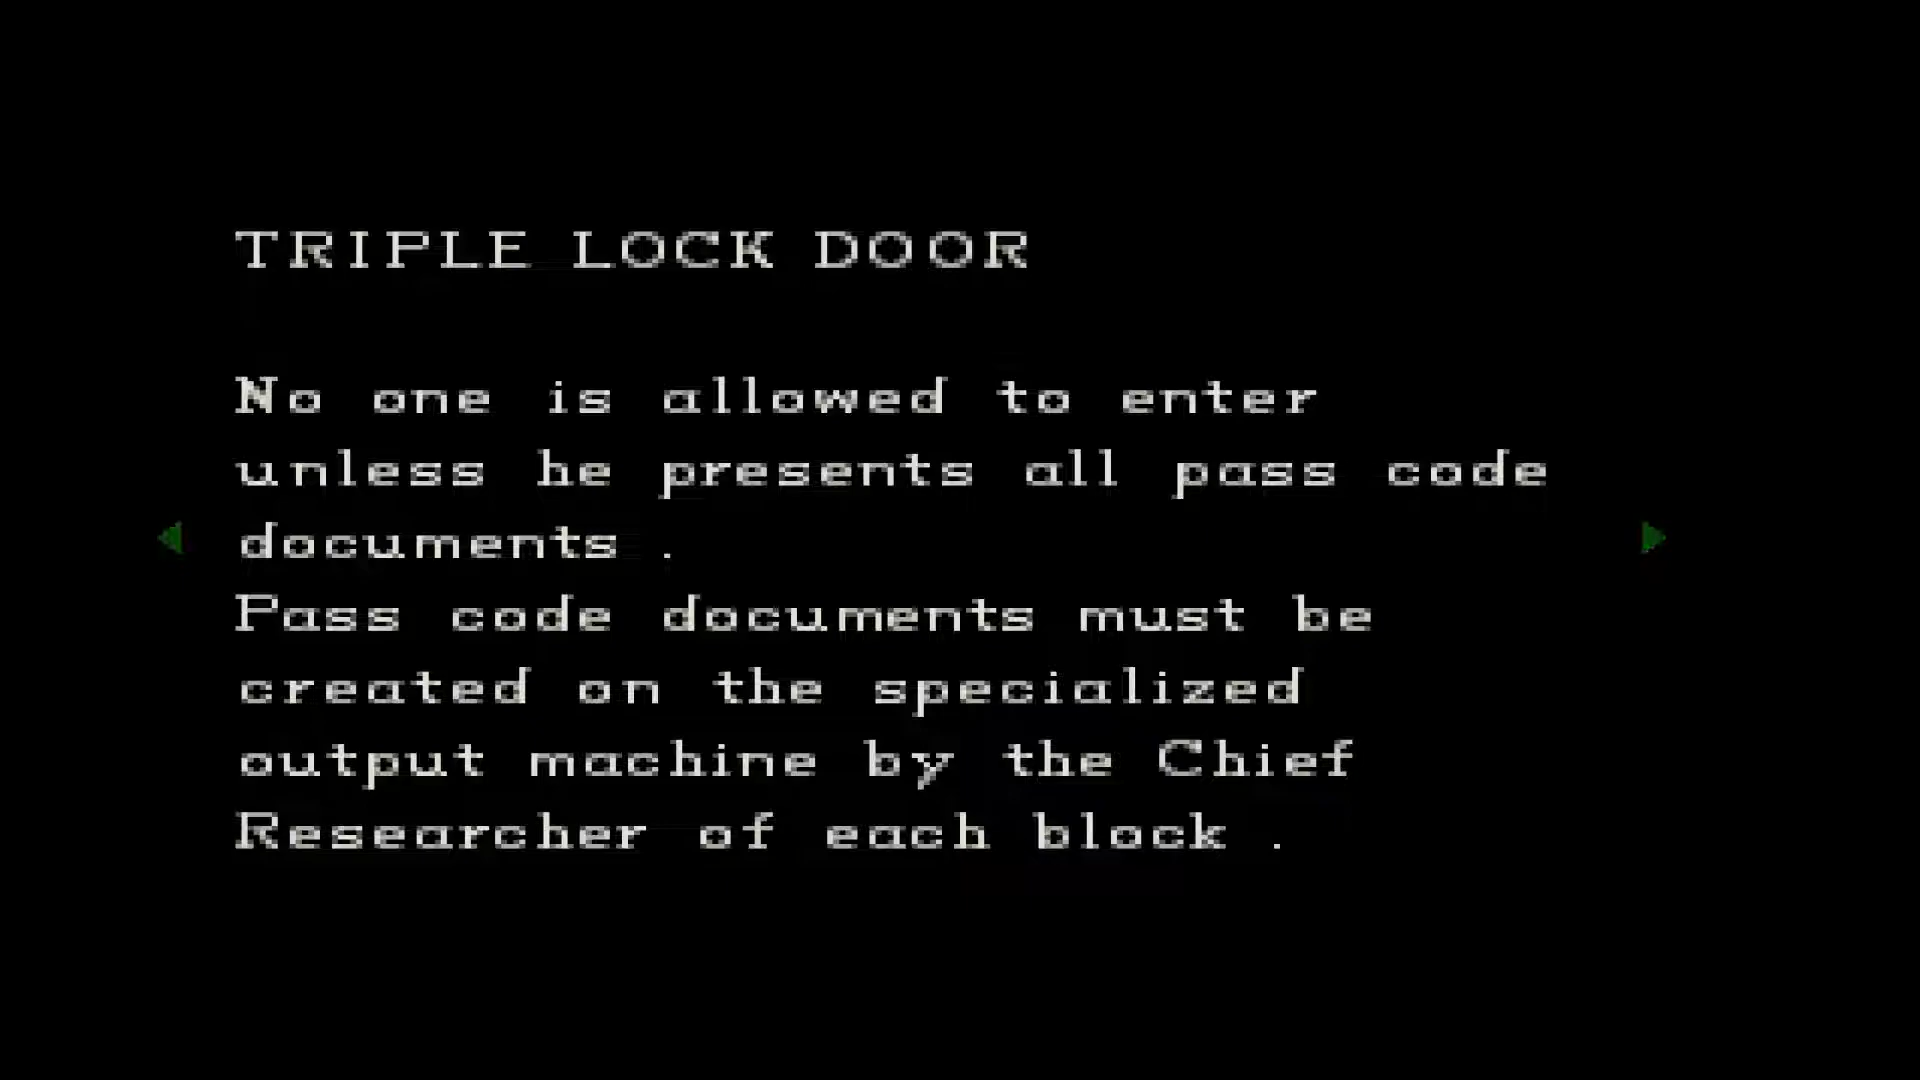 TRIPLE LOCK DOOR
No one is allowed to enter
unless he presents all pass code
documents .
Pass code documents must be
created on the specialized
output machine by the Chief
Researcher of each block .